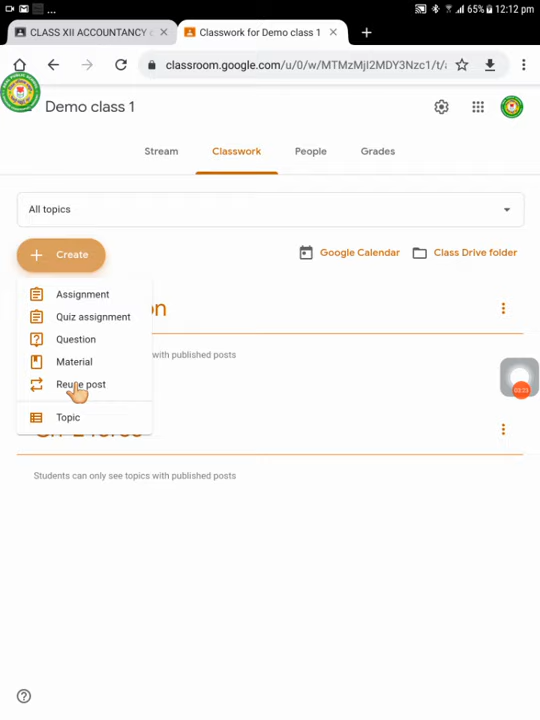 65% 12:12 pm
CLASS XII ACCOUNTANCY
Classwork for Demo class 1
classroom.google.com/u/0/w/MTMzMjI2MDY3Nzc1/t/
Demo class 1
Stream Classwork People Grades
All topics
Create
Google Calendar Class Drive folder
Assignment
Quiz assignment
Question
with published posts
Material
Reuse post
Topic
Students can only see topics with published posts